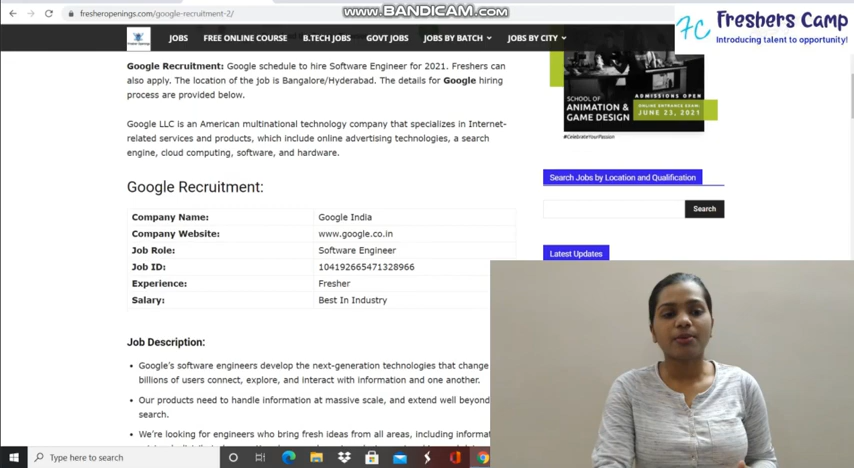 www.BANDICAM.com
fresheropenings.com/google-recruitment-2/
Freshers Camp
Introducing talent to opportunity!
JOBS FREE ONLINE COURSE B.TECH JOBS GOVT JOBS JOBS BY BATCH JOBS BY CITY
Google Recruitment: Google schedule to hire Software Engineer for 2021. Freshers can
also apply. The location of the job is Bangalore/Hyderabad. The details for Google hiring
process are provided below.
Google LLC is an American multinational technology company that specializes in Internet-
related services and products, which include online advertising technologies, a search
engine, cloud computing, software, and hardware.
Google Recruitment:
Company Name: Google India
Company Website: www.google.co.in
Job Role: Software Engineer
Job ID: 104192665471328966
Experience: Fresher
Salary: Best In Industry
Job Description:
Google's software engineers develop the next-generation technologies that change
billions of users connect, explore, and interact with information and one another.
Our products need to handle information at massive scale, and extend well beyond
search.
We're looking for engineers who bring fresh ideas from all areas, including
SCHOOL OF
ANIMATION &
GAME DESIGN
ADMISSIONS OPEN
ONLINE ENTRANCE EXAM:
JUNE 23, 2021
#CelebrateYourPassion
Search Jobs by Location and Qualification
Search
Latest Updates
Type here to search